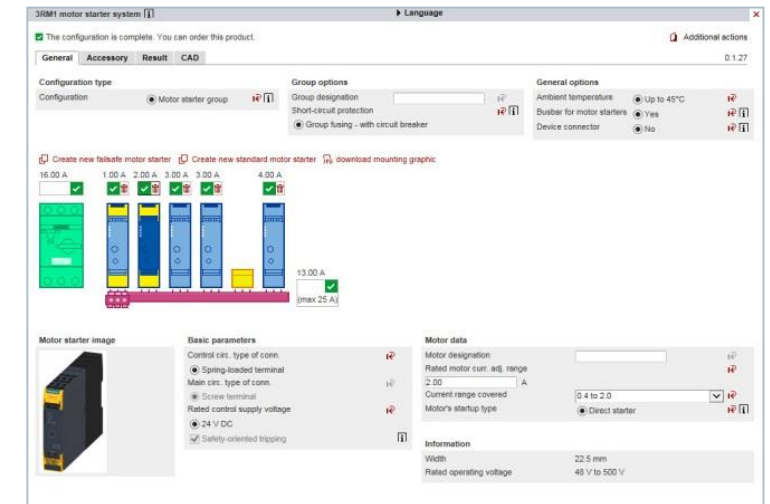 3RM1 motor starter system
Language
The configuration is complete. You can order this product.
Additional actions
General Accessory Result CAD
0.1.27
Configuration type
Configuration
Motor starter group
Group options
Group designation
Short-circuit protection
Group fusing - with circuit breaker
General options
Ambient temperature
Up to 45°C
Busbar for motor starters
Yes
Device connector
No
Create new failsafe motor starter Create new standard motor starter download mounting graphic
16.00 A 1.00 A 2.00 A 3.00 A 3.00 A 4.00 A
13.00 A
(max 25 A)
Motor starter image
Basic parameters
Control circ. type of conn.
Spring-loaded terminal
Main circ. type of conn.
Screw terminal
Rated control supply voltage
24 V DC
Safety-oriented tripping
Motor data
Motor designation
Rated motor curr. adj. range
2.00 A
Current range covered
0.4 to 2.0
Motor's startup type
Direct starter
Information
Width 22.5 mm
Rated operating voltage 48 V to 500 V